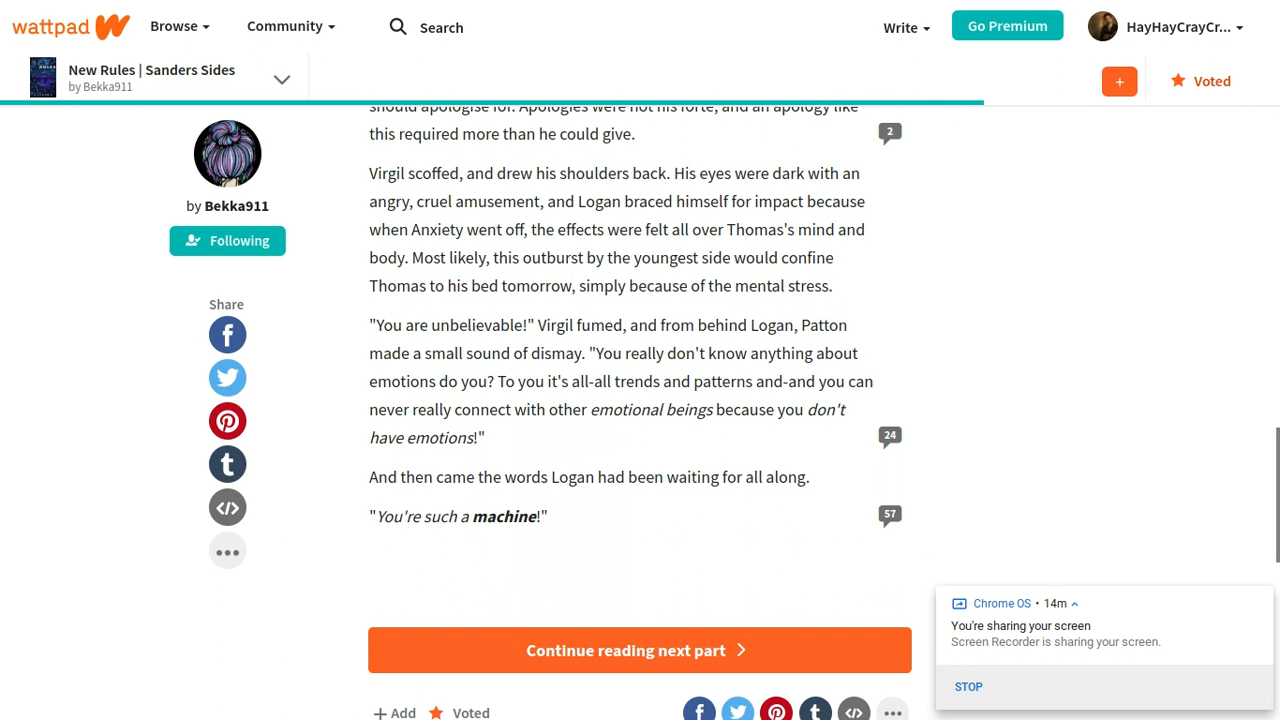 wattpad
Browse
Community
Search
Write
Go Premium
HayHayCrayCr...
New Rules | Sanders Sides
by Bekka911
+
Voted
should apologise for. Apologies were not his forte, and an apology like
this required more than he could give.
2
by Bekka911
Following
Share
Virgil scoffed, and drew his shoulders back. His eyes were dark with an
angry, cruel amusement, and Logan braced himself for impact because
when Anxiety went off, the effects were felt all over Thomas's mind and
body. Most likely, this outburst by the youngest side would confine
Thomas to his bed tomorrow, simply because of the mental stress.
"You are unbelievable!" Virgil fumed, and from behind Logan, Patton
made a small sound of dismay. "You really don't know anything about
emotions do you? To you it's all-all trends and patterns and-and you can
never really connect with other emotional beings because you don't
have emotions!"
24
And then came the words Logan had been waiting for all along.
"You're such a machine!"
57
Continue reading next part
+ Add
Voted
Chrome OS • 14m
You're sharing your screen
Screen Recorder is sharing your screen.
STOP